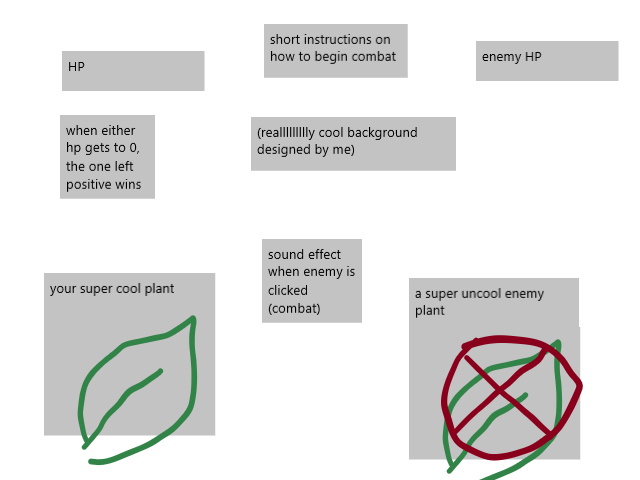 HP
short instructions on
how to begin combat
enemy HP
when either
hp gets to 0,
the one left
positive wins
(realllllllllly cool background
designed by me)
sound effect
when enemy is
clicked
(combat)
your super cool plant
a super uncool enemy
plant